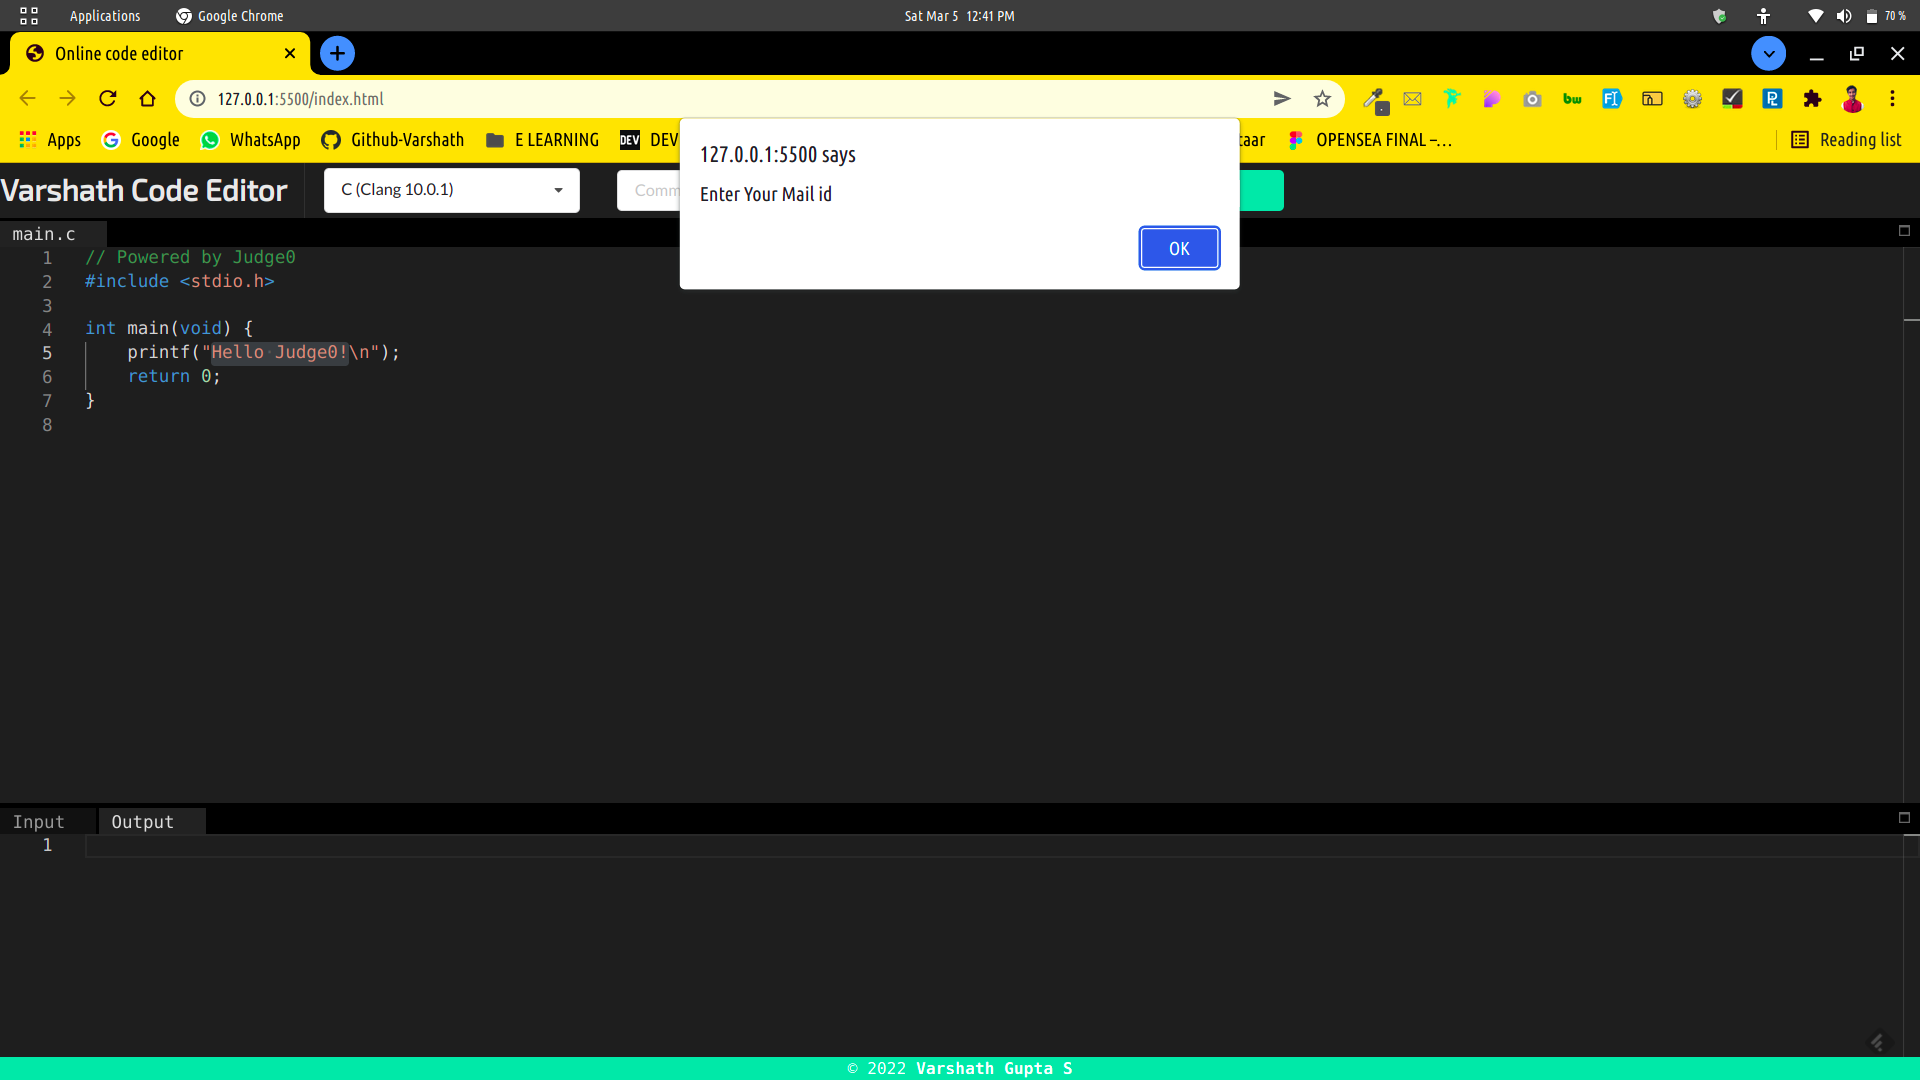 Applications Google Chrome Sat Mar 5 12:41 PM 70 %
Online code editor
127.0.0.1:5500/index.html
Apps Google WhatsApp Github-Varshath E LEARNING DEV DEV OPENSEA FINAL –... Reading list
127.0.0.1:5500 says
Enter Your Mail id
OK
Varshath Code Editor C (Clang 10.0.1)
main.c
1 // Powered by Judge0
2 #include <stdio.h>
3
4 int main(void) {
5 printf("Hello Judge0!\n");
6 return 0;
7 }
8
Input Output
1
© 2022 Varshath Gupta S